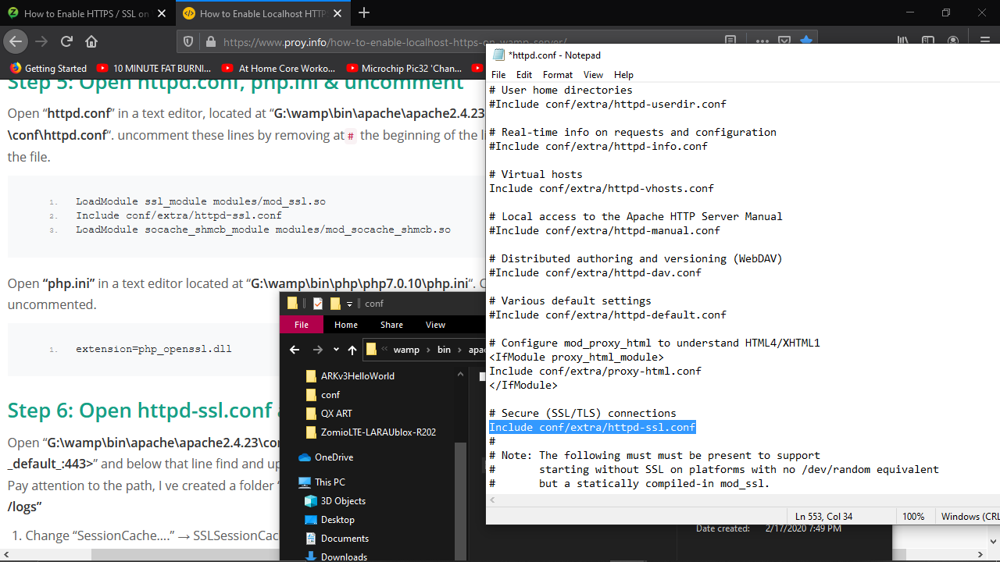 How to Enable HTTPS / SSL on
How to Enable Localhost HTTP
https://www.proy.info/how-to-enable-localhost-https-on-wamp-server/
Getting Started
10 MINUTE FAT BURNI...
At Home Core Worko...
Microchip Pic32 'Chan...
Step 5: Open httpd.conf, php.ini & uncomment
Open “httpd.conf” in a text editor, located at “G:\wamp\bin\apache\apache2.4.23
\conf\httpd.conf“. uncomment these lines by removing at # the beginning of the li
the file.
1. LoadModule ssl_module modules/mod_ssl.so
2. Include conf/extra/httpd-ssl.conf
3. LoadModule socache_shmcb_module modules/mod_socache_shmcb.so
Open “php.ini” in a text editor located at “G:\wamp\bin\php\php7.0.10\php.ini“.
uncommented.
1. extension=php_openssl.dll
Step 6: Open httpd-ssl.conf
Open “G:\wamp\bin\apache\apache2.4.23\co
_default_:443>” and below that line find and up
Pay attention to the path, I ve created a folder “
/logs”
1. Change “SessionCache....” → SSLSessionCac
conf
File Home Share View
wamp bin apac
ARKv3HelloWorld
conf
QX ART
ZomioLTE-LARAUblox-R202
OneDrive
This PC
3D Objects
Desktop
Documents
Downloads
Date created: 2/17/2020 7:49 PM
*httpd.conf - Notepad
File Edit Format View Help
# User home directories
#Include conf/extra/httpd-userdir.conf
# Real-time info on requests and configuration
#Include conf/extra/httpd-info.conf
# Virtual hosts
Include conf/extra/httpd-vhosts.conf
# Local access to the Apache HTTP Server Manual
#Include conf/extra/httpd-manual.conf
# Distributed authoring and versioning (WebDAV)
#Include conf/extra/httpd-dav.conf
# Various default settings
#Include conf/extra/httpd-default.conf
# Configure mod_proxy_html to understand HTML4/XHTML1
<IfModule proxy_html_module>
Include conf/extra/proxy-html.conf
</IfModule>
# Secure (SSL/TLS) connections
Include conf/extra/httpd-ssl.conf
#
# Note: The following must must be present to support
# starting without SSL on platforms with no /dev/random equivalent
# but a statically compiled-in mod_ssl.
Ln 553, Col 34 100% Windows (CRL